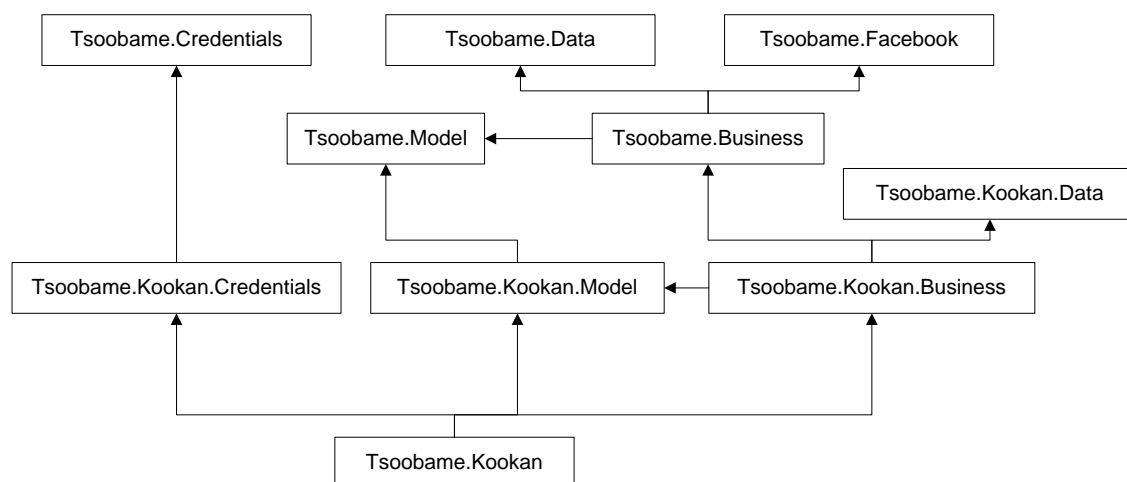 Tsoobame.Credentials
Tsoobame.Data
Tsoobame.Facebook
Tsoobame.Model
Tsoobame.Business
Tsoobame.Kookan.Data
Tsoobame.Kookan.Credentials
Tsoobame.Kookan.Model
Tsoobame.Kookan.Business
Tsoobame.Kookan